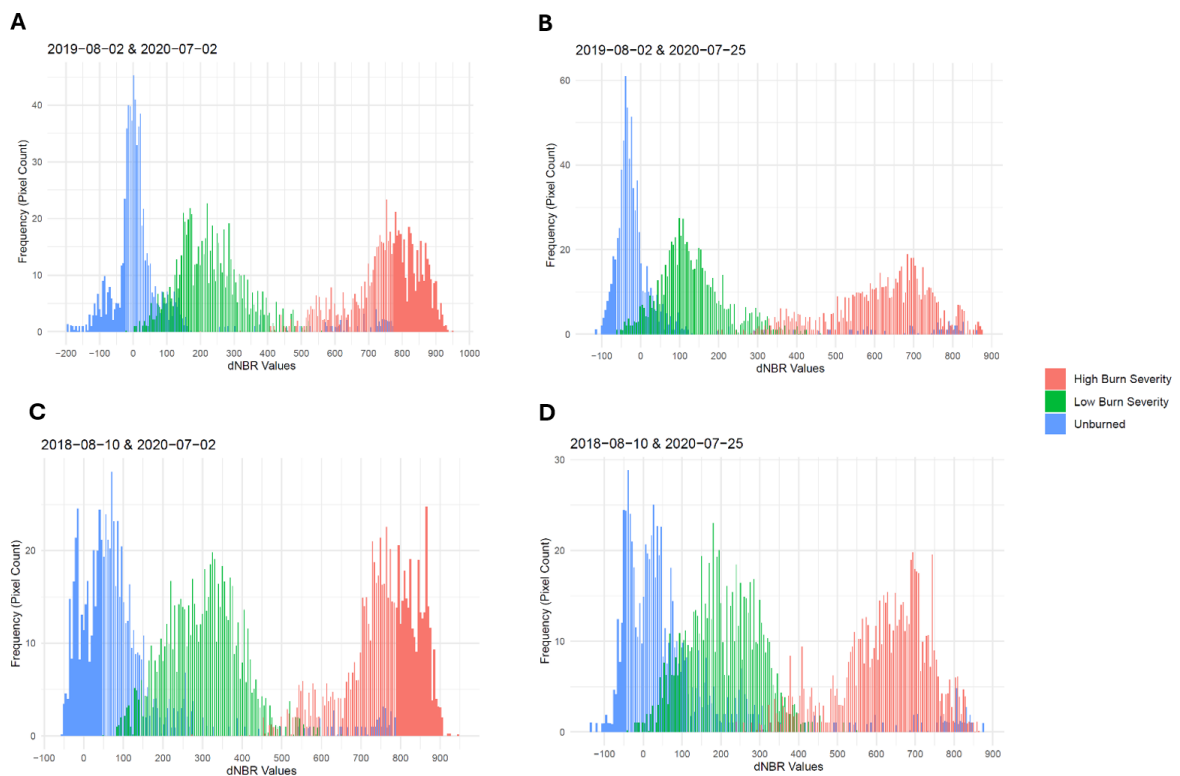 A
2019-08-02 & 2020-07-02
Frequency (Pixel Count)
40
30
20
10
0
-200 -100 0 100 200 300 400 500 600 700 800 900 1000
dNBR Values
B
2019-08-02 & 2020-07-25
Frequency (Pixel Count)
60
40
20
0
-100 0 100 200 300 400 500 600 700 800 900
dNBR Values
High Burn Severity
Low Burn Severity
Unburned
C
2018-08-10 & 2020-07-02
Frequency (Pixel Count)
20
10
0
-100 0 100 200 300 400 500 600 700 800 900
dNBR Values
D
2018-08-10 & 2020-07-25
Frequency (Pixel Count)
30
20
10
0
-100 0 100 200 300 400 500 600 700 800 900
dNBR Values